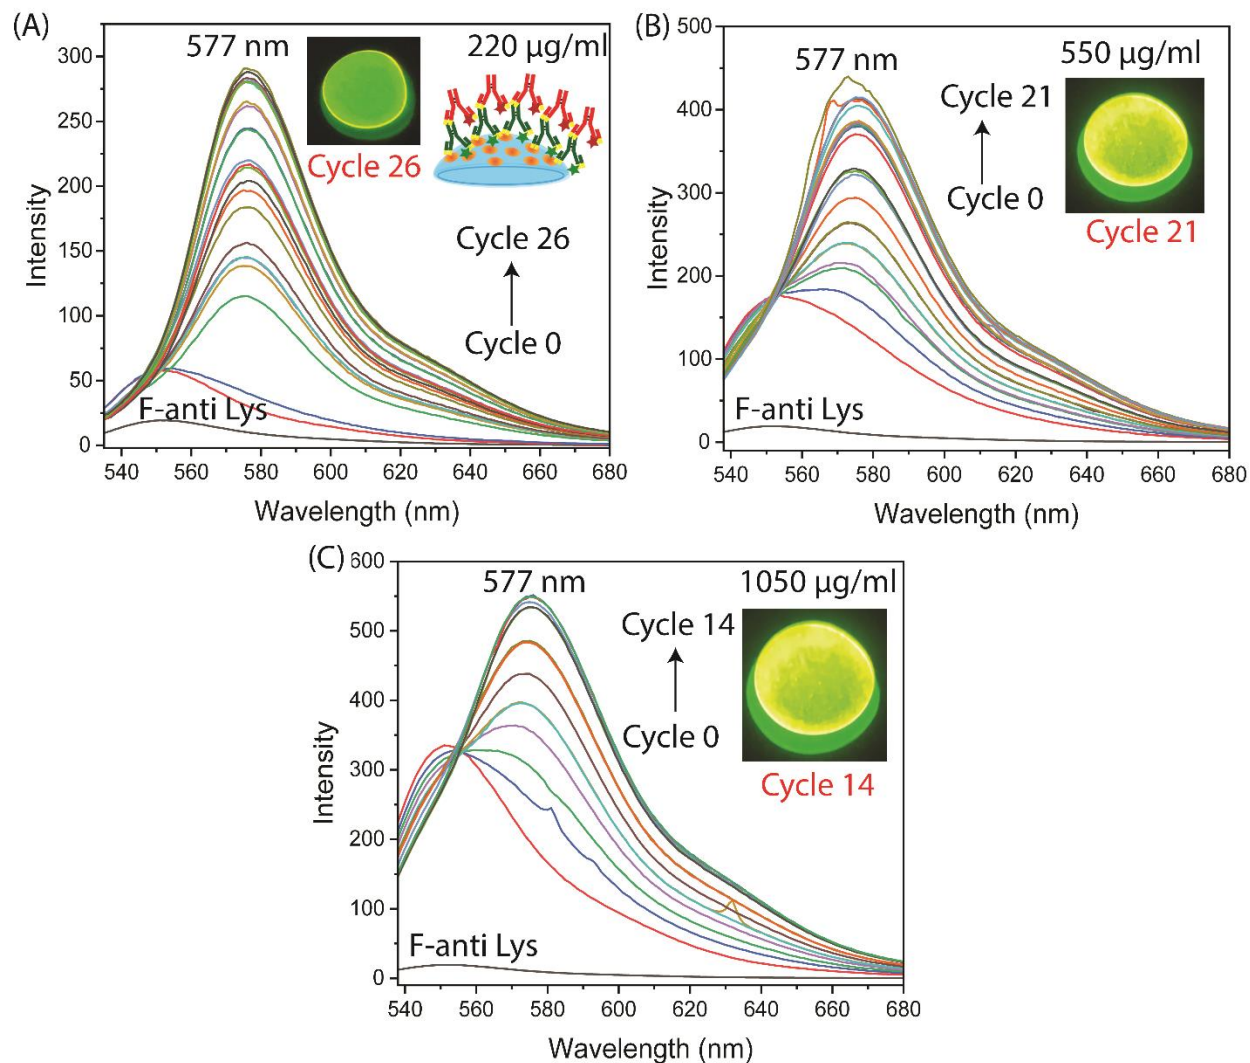 (A)
577 nm
220 µg/ml
Cycle 26
Cycle 26
Cycle 0
F-anti Lys
Intensity
300
250
200
150
100
50
0
540 560 580 600 620 640 660 680
Wavelength (nm)
(B)
577 nm
550 µg/ml
Cycle 21
Cycle 0
Cycle 21
F-anti Lys
Intensity
500
400
300
200
100
0
540 560 580 600 620 640 660 680
Wavelength (nm)
(C)
577 nm
1050 µg/ml
Cycle 14
Cycle 0
Cycle 14
F-anti Lys
Intensity
600
500
400
300
200
100
0
540 560 580 600 620 640 660 680
Wavelength (nm)